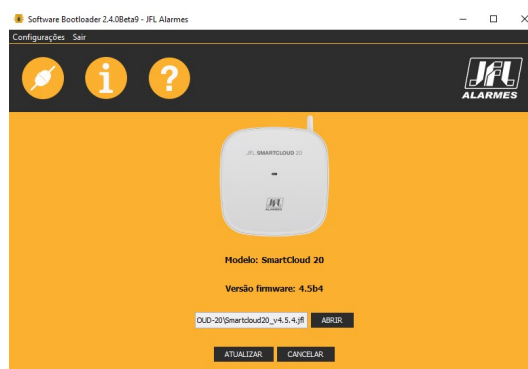 Software Bootloader 2.4.0Beta9 - JFL Alarmes
Configurações Sair
JFL
ALARMES
JFL SMARTCLOUD 20
JFL
ALARMES
Modelo: SmartCloud 20
Versão firmware: 4.5b4
OUD-20\Smartcloud20_v4.5.4.jfl ABRIR
ATUALIZAR CANCELAR